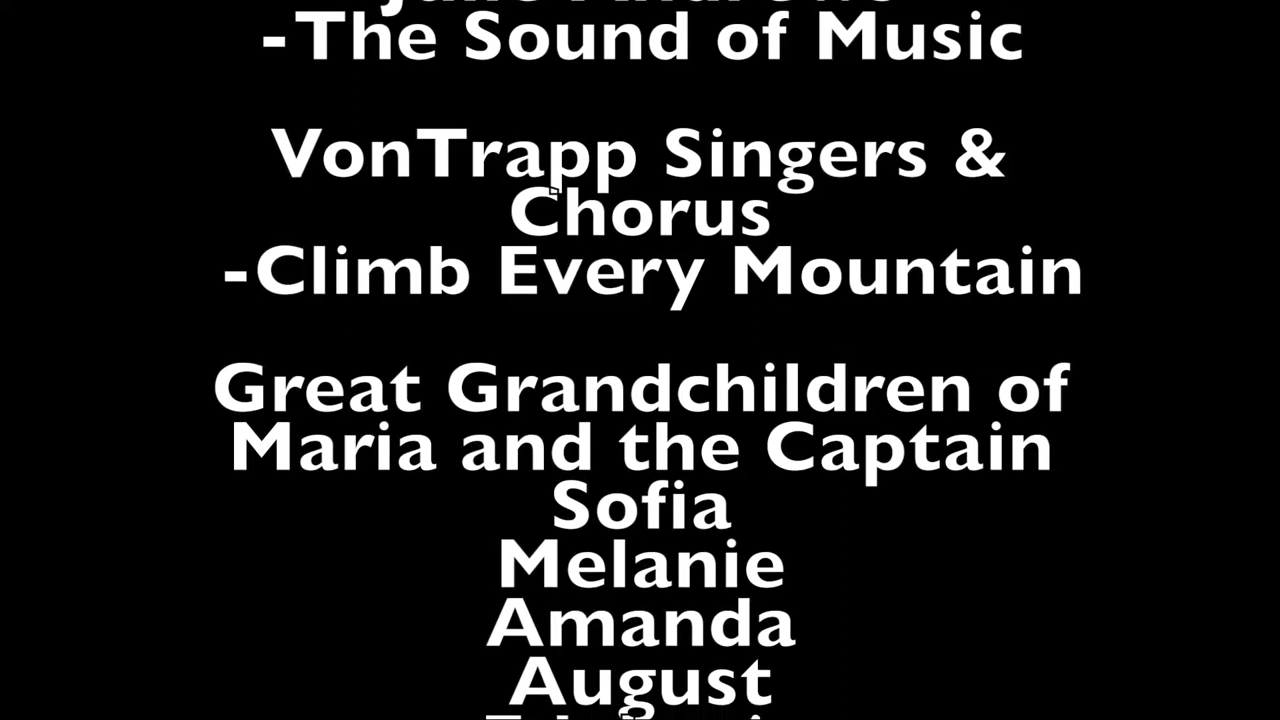 -The Sound of Music
VonTrapp Singers &
Chorus
-Climb Every Mountain
Great Grandchildren of
Maria and the Captain
Sofia
Melanie
Amanda
August